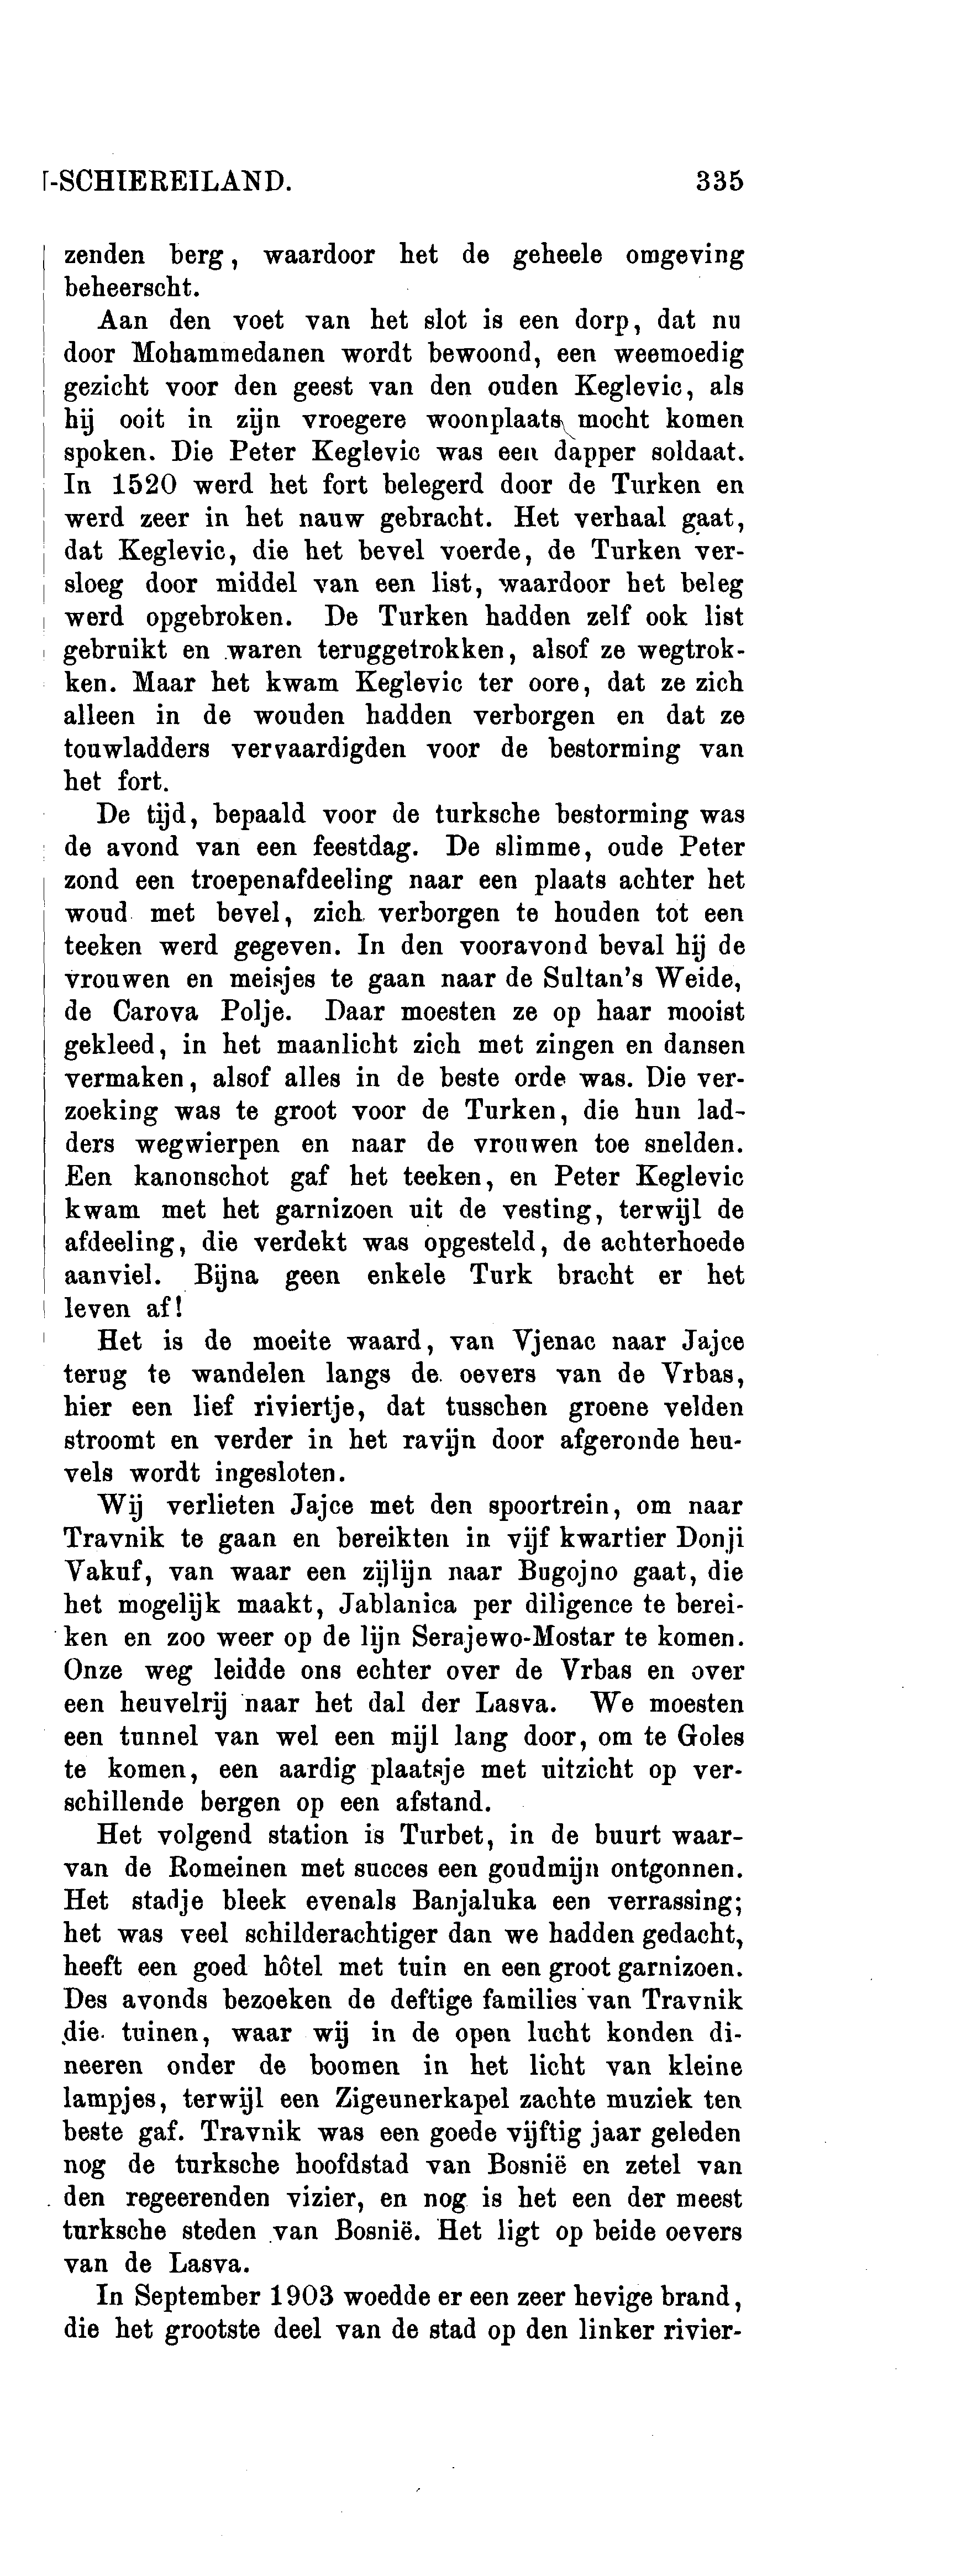 -SCHIEREILAND. 335
zenden berg, waardoor het de geheele omgeving
beheerscht.
Aan den voet van het slot is een dorp, dat nu
door Mohammedanen wordt bewoond, een weemoedig
gezicht voor den geest van den ouden Keglevic, als
hij ooit in zijn vroegere woonplaats mocht komen
spoken. Die Peter Keglevic was een dapper soldaat.
In 1520 werd het fort belegerd door de Turken en
werd zeer in het nauw gebracht. Het verhaal gaat,
dat Keglevic, die het bevel voerde, de Turken ver-
sloeg door middel van een list, waardoor het beleg
werd opgebroken. De Turken hadden zelf ook list
gebruikt en waren teruggetrokken, alsof ze wegtrok-
ken. Maar het kwam Keglevic ter oore, dat ze zich
alleen in de wouden hadden verborgen en dat ze
touwladders vervaardigden voor de bestorming van
het fort.
De tijd, bepaald voor de turksche bestorming was
de avond van een feestdag. De slimme, oude Peter
zond een troepenafdeeling naar een plaats achter het
woud met bevel, zich verborgen te houden tot een
teeken werd gegeven. In den vooravond beval hij de
vrouwen en meisjes te gaan naar de Sultan's Weide,
de Carova Polje. Daar moesten ze op haar mooist
gekleed, in het maanlicht zich met zingen en dansen
vermaken, alsof alles in de beste orde was. Die ver-
zoeking was te groot voor de Turken, die hun lad-
ders wegwierpen en naar de vrouwen toe snelden.
Een kanonschot gaf het teeken, en Peter Keglevic
kwam met het garnizoen uit de vesting, terwijl de
afdeeling, die verdekt was opgesteld, de achterhoede
aanviel. Bijna geen enkele Turk bracht er het
leven af!
Het is de moeite waard, van Vjenac naar Jajce
terug te wandelen langs de oevers van de Vrbas,
hier een lief riviertje, dat tusschen groene velden
stroomt en verder in het ravijn door afgeronde heu-
vels wordt ingesloten.
Wij verlieten Jajce met den spoortrein, om naar
Travnik te gaan en bereikten in vijf kwartier Donji
Vakuf, van waar een zijlijn naar Bugojno gaat, die
het mogelijk maakt, Jablanica per diligence te berei-
ken en zoo weer op de lijn Serajewo-Mostar te komen.
Onze weg leidde ons echter over de Vrbas en over
een heuvelrij naar het dal der Lasva. We moesten
een tunnel van wel een mijl lang door, om te Goles
te komen, een aardig plaatsje met uitzicht op ver-
schillende bergen op een afstand.
Het volgend station is Turbet, in de buurt waar-
van de Romeinen met succes een goudmijn ontgonnen.
Het stadje bleek evenals Banjaluka een verrassing;
het was veel schilderachtiger dan we hadden gedacht,
heeft een goed hôtel met tuin en een groot garnizoen.
Des avonds bezoeken de deftige families van Travnik
die tuinen, waar wij in de open lucht konden di-
neeren onder de boomen in het licht van kleine
lampjes, terwijl een Zigeunerkapel zachte muziek ten
beste gaf. Travnik was een goede vijftig jaar geleden
nog de turksche hoofdstad van Bosnië en zetel van
den regeerenden vizier, en nog is het een der meest
turksche steden van Bosnië. Het ligt op beide oevers
van de Lasva.
In September 1903 woedde er een zeer hevige brand,
die het grootste deel van de stad op den linker rivier-